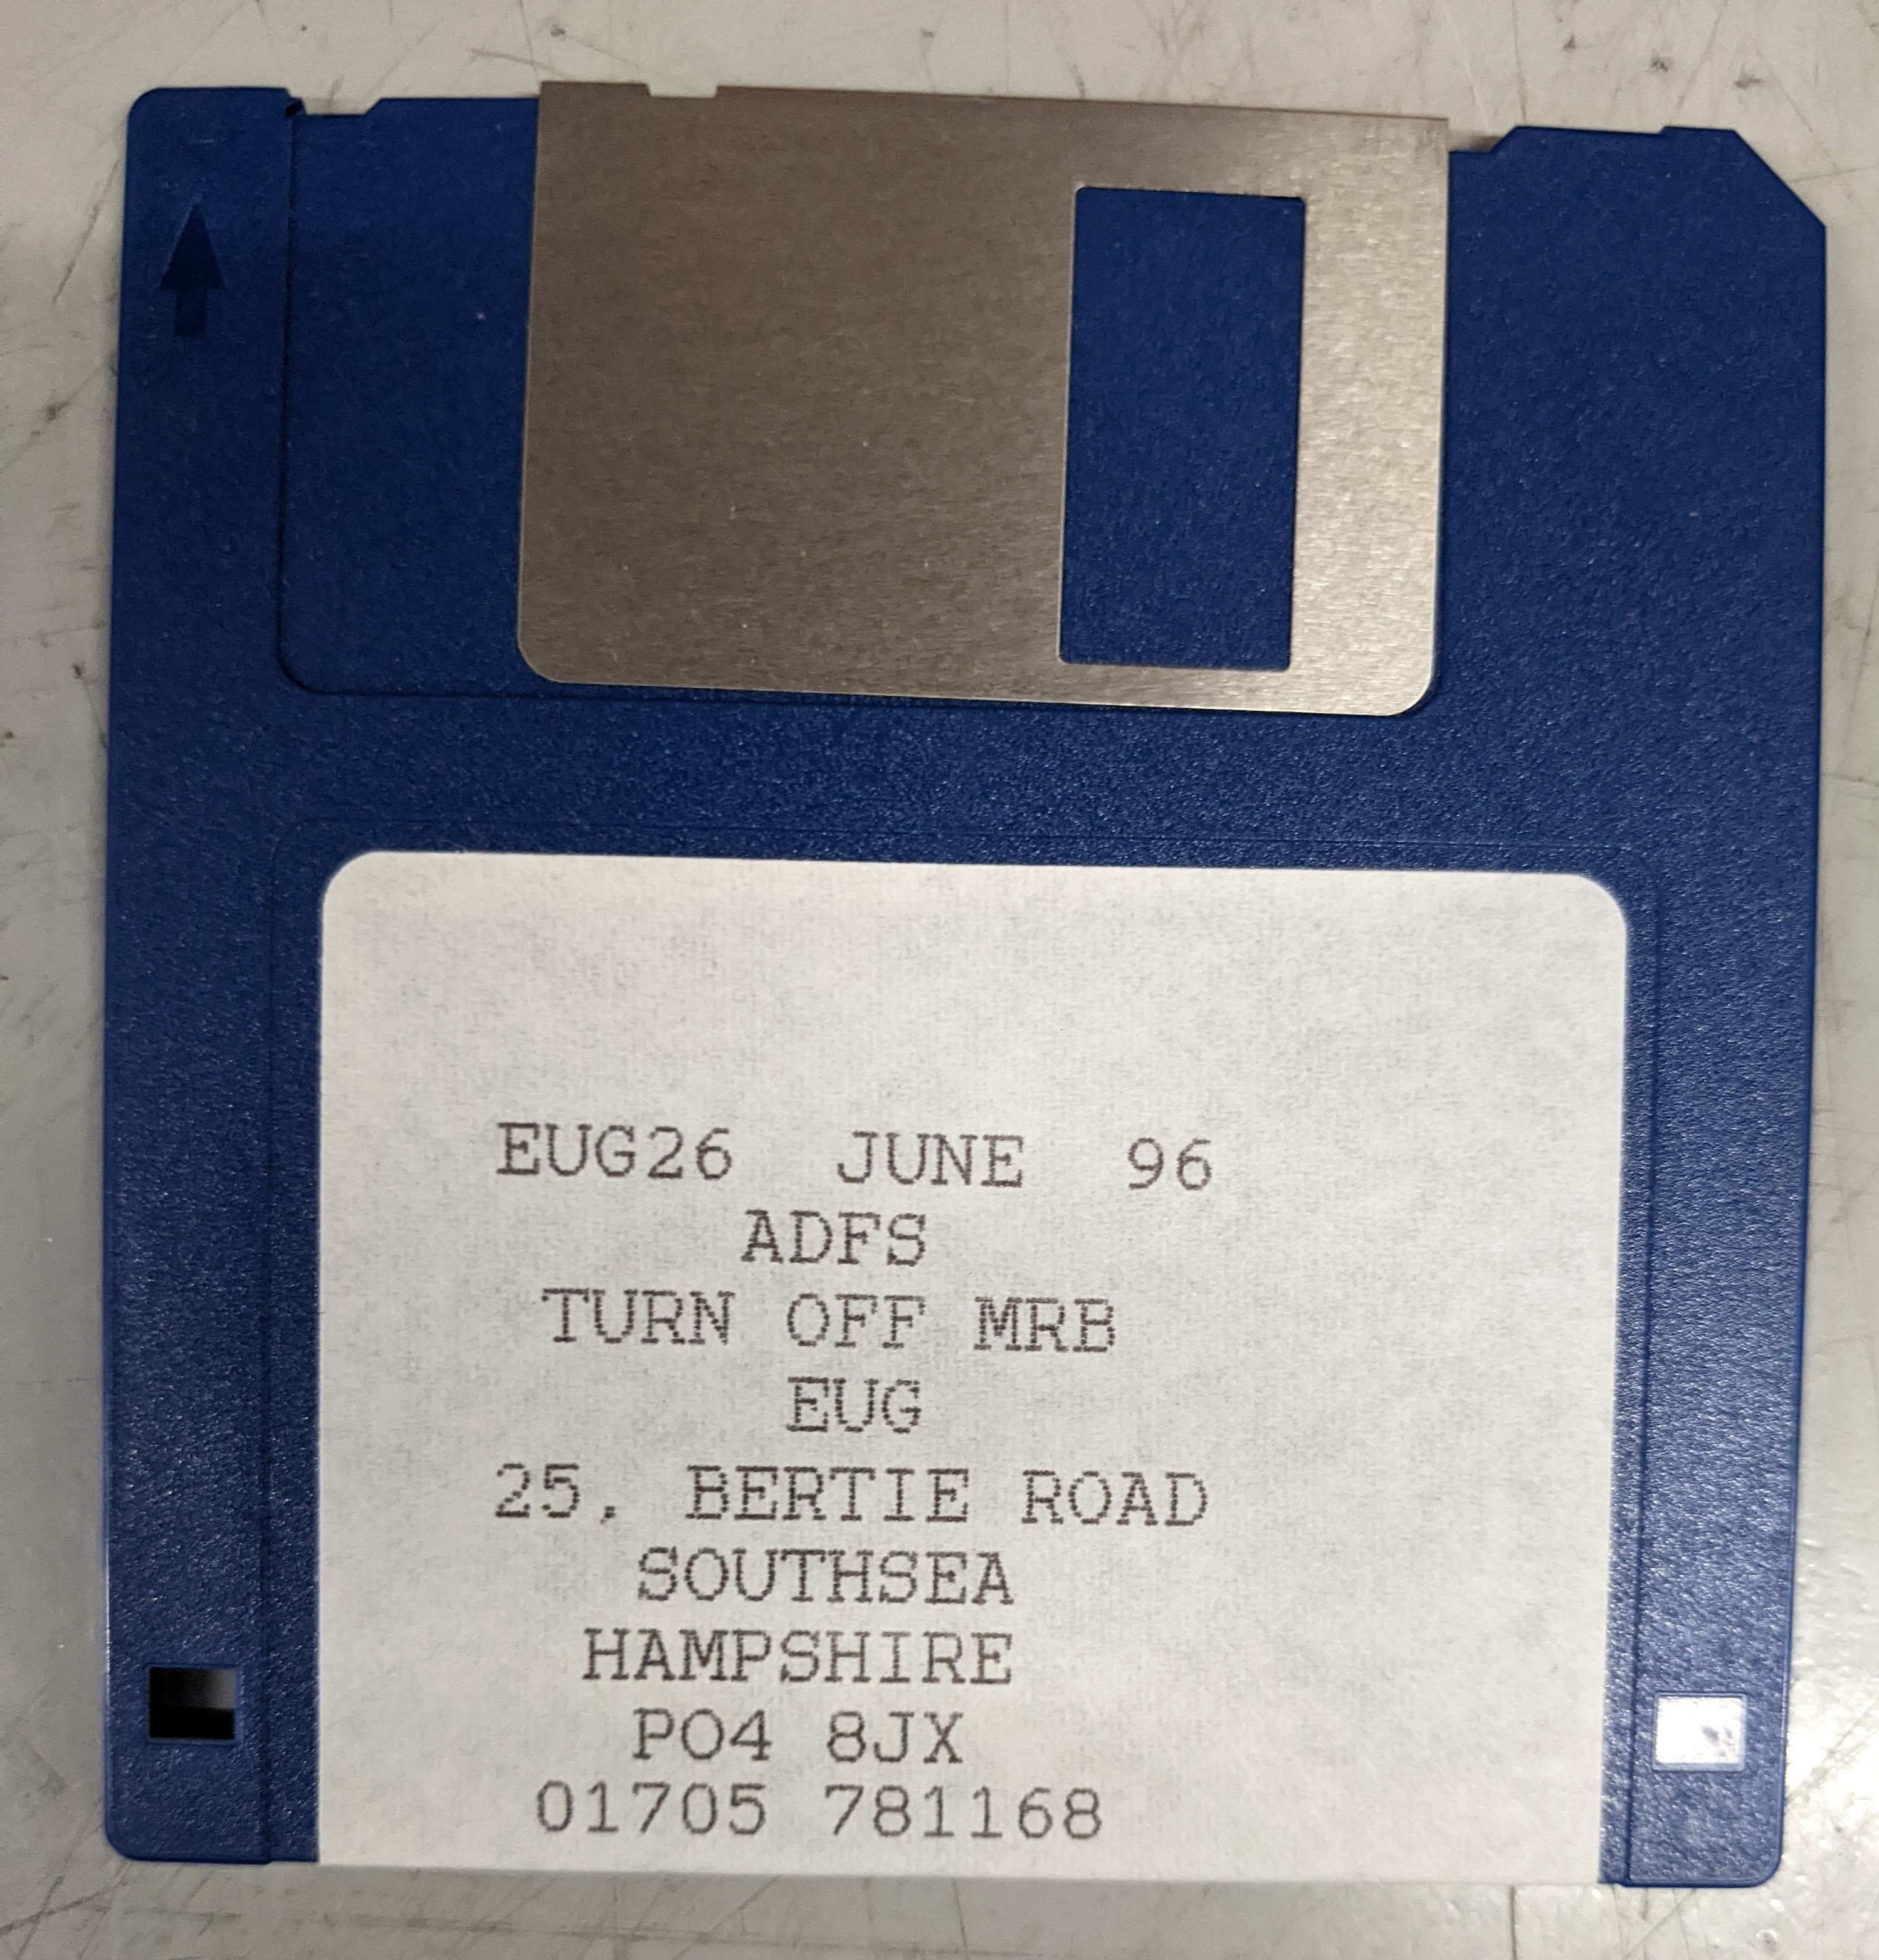 EUG26 JUNE 96
ADFS
TURN OFF MRB
EUG
25, BERTIE ROAD
SOUTHSEA
HAMPSHIRE
PO4 8JX
01705 781168